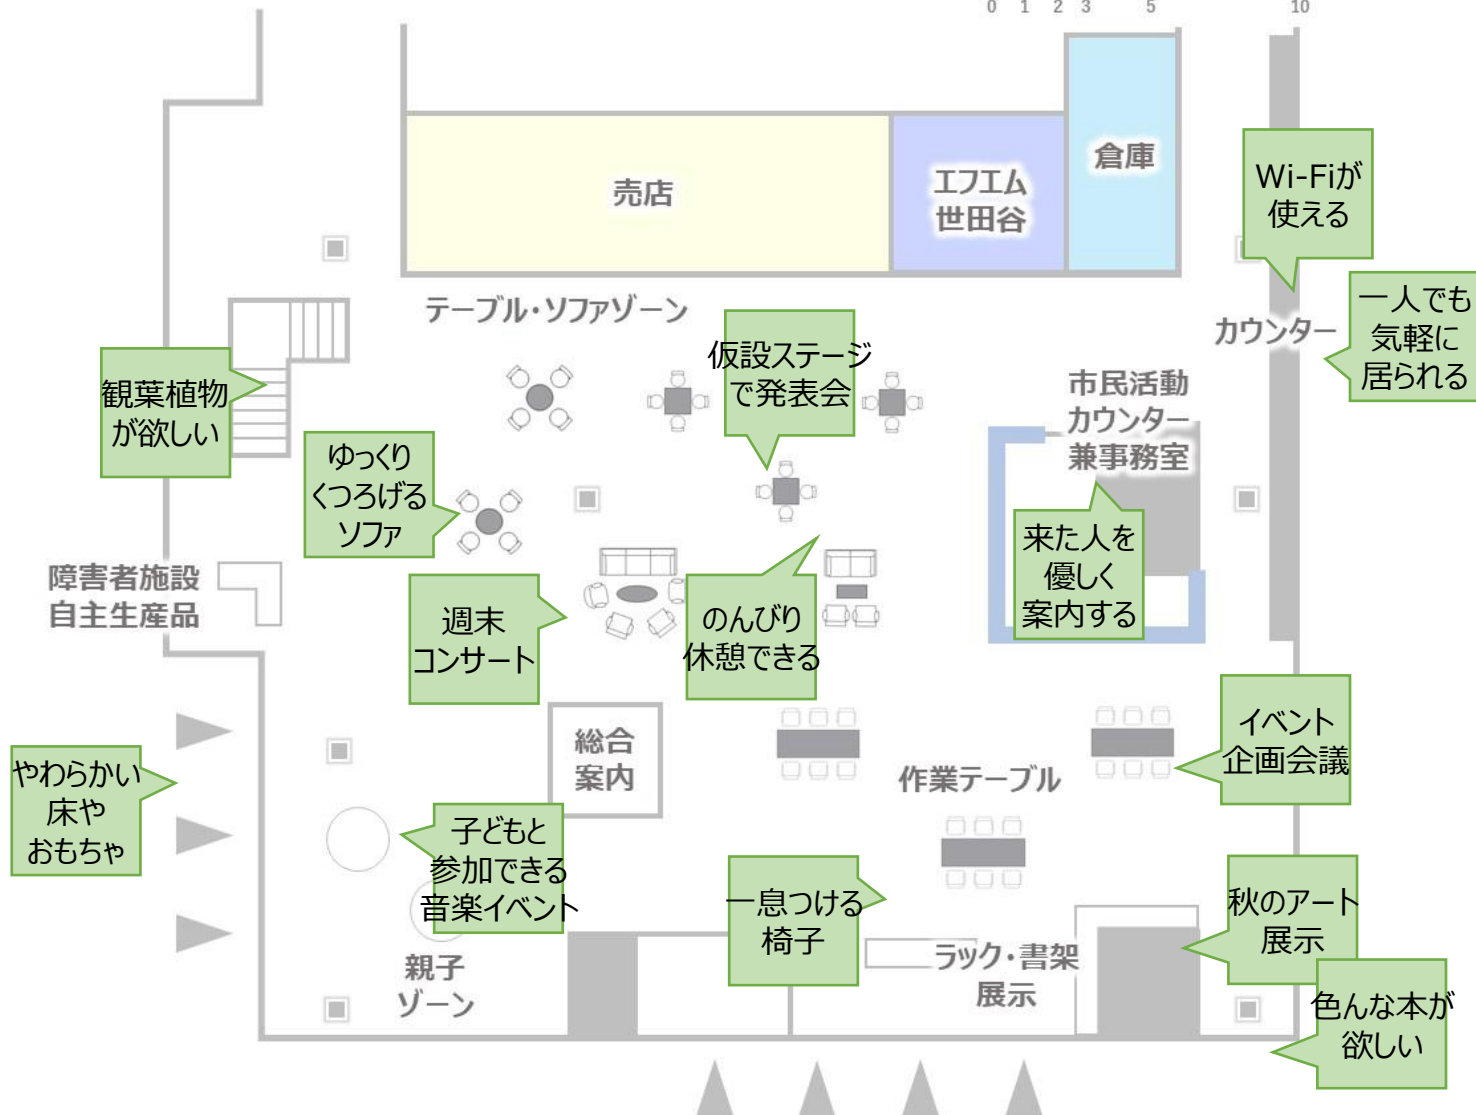 0 1 2 3 5 10
売店
エフエム
世田谷
倉庫
Wi-Fiが
使える
テーブル・ソファゾーン
カウンター
一人でも
気軽に
居られる
仮設ステージ
で発表会
観葉植物
が欲しい
市民活動
カウンター
兼事務室
ゆっくり
くつろげる
ソファ
来た人を
優しく
案内する
障害者施設
自主生産品
週末
コンサート
のんびり
休憩できる
総合
案内
イベント
企画会議
作業テーブル
やわらかい
床や
おもちゃ
子どもと
参加できる
音楽イベント
一息つける
椅子
秋のアート
展示
ラック・書架
展示
親子
ゾーン
色んな本が
欲しい